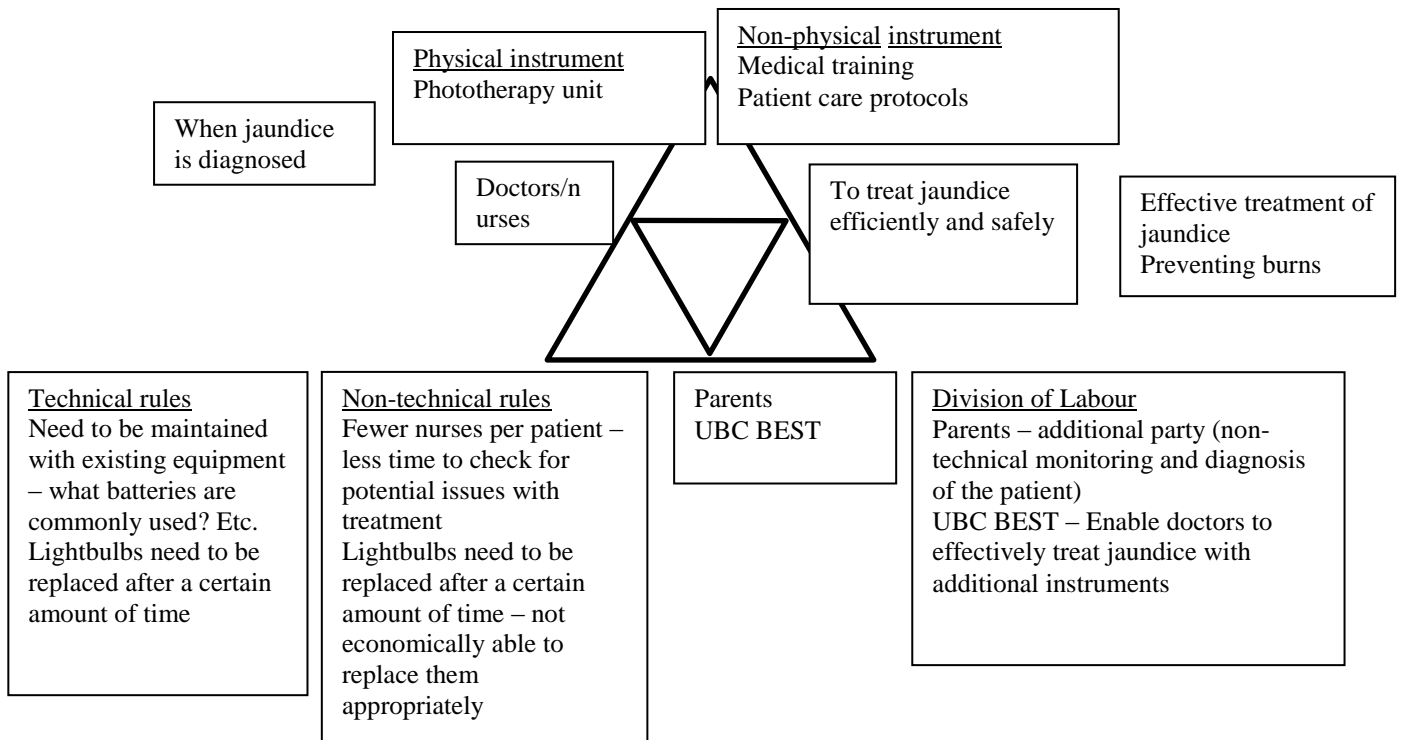 Physical instrument
Phototherapy unit
Non-physical instrument
Medical training
Patient care protocols
When jaundice
is diagnosed
Doctors/n
urses
To treat jaundice
efficiently and safely
Effective treatment of
jaundice
Preventing burns
Technical rules
Need to be maintained
with existing equipment
– what batteries are
commonly used? Etc.
Lightbulbs need to be
replaced after a certain
amount of time
Non-technical rules
Fewer nurses per patient –
less time to check for
potential issues with
treatment
Lightbulbs need to be
replaced after a certain
amount of time – not
economically able to
replace them
appropriately
Parents
UBC BEST
Division of Labour
Parents – additional party (non-
technical monitoring and diagnosis
of the patient)
UBC BEST – Enable doctors to
effectively treat jaundice with
additional instruments